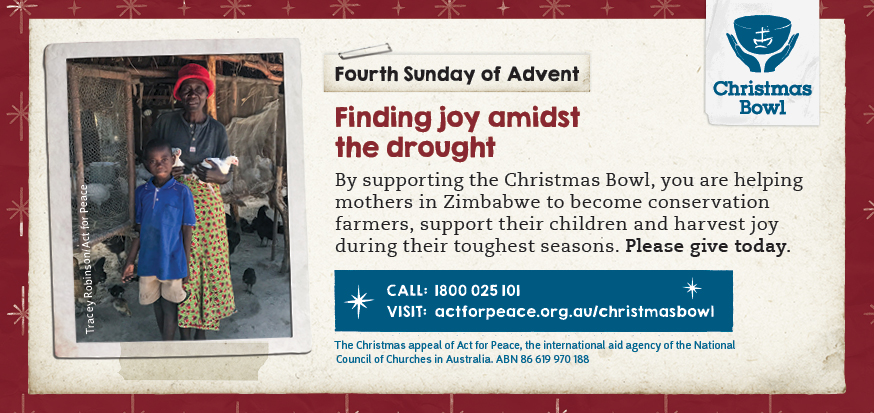 Christmas
Bowl
Fourth Sunday of Advent
Finding joy amidst
the drought
By supporting the Christmas Bowl, you are helping
mothers in Zimbabwe to become conservation
farmers, support their children and harvest joy
during their toughest seasons. Please give today.
CALL: 1800 025 101
VISIT: actforpeace.org.au/christmasbowl
The Christmas appeal of Act for Peace, the international aid agency of the National
Council of Churches in Australia. ABN 86 619 970 188
Tracey Robinson/Act for Peace